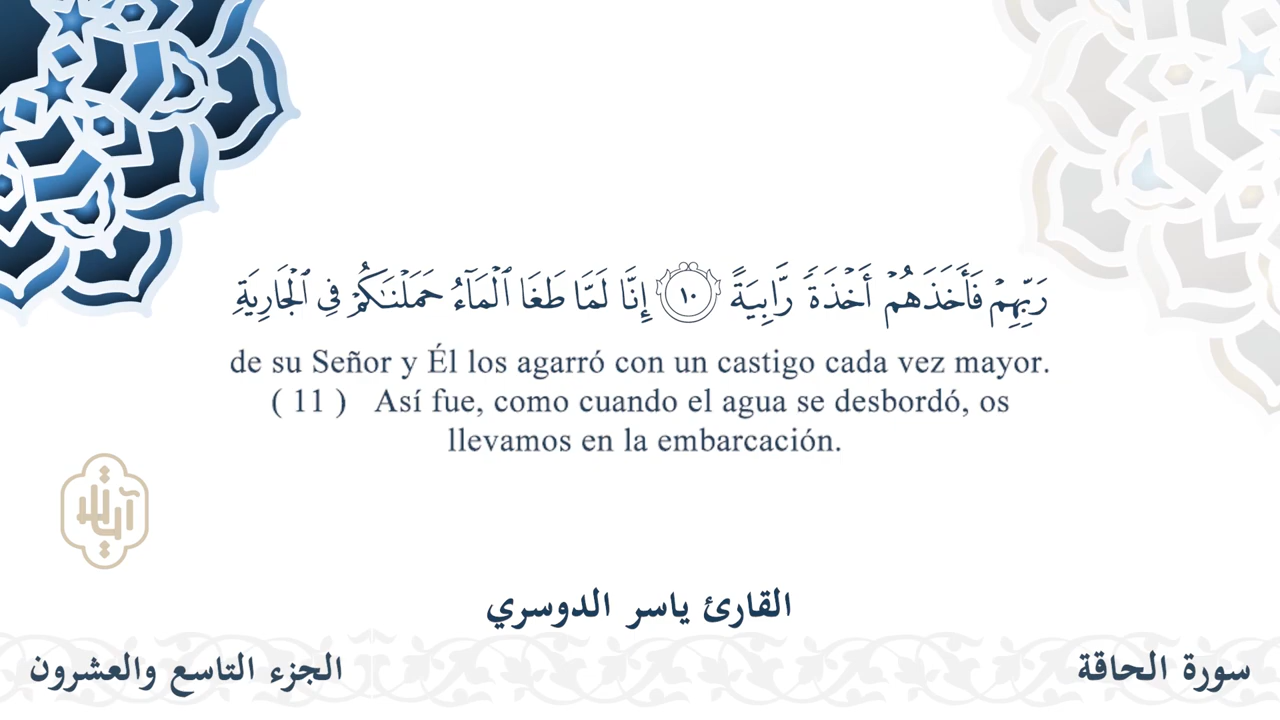 رَبِّهِمْ فَأَخَذَهُمْ أَخْذَةً رَّابِيَةً ١٠ إِنَّا لَمَّا طَغَا ٱلْمَآءُ حَمَلْنَـٰكُمْ فِى ٱلْجَارِيَةِ
de su Señor y Él los agarró con un castigo cada vez mayor.
( 11 ) Así fue, como cuando el agua se desbordó, os
llevamos en la embarcación.
القارئ ياسر الدوسري
سورة الحاقة
الجزء التاسع والعشرون